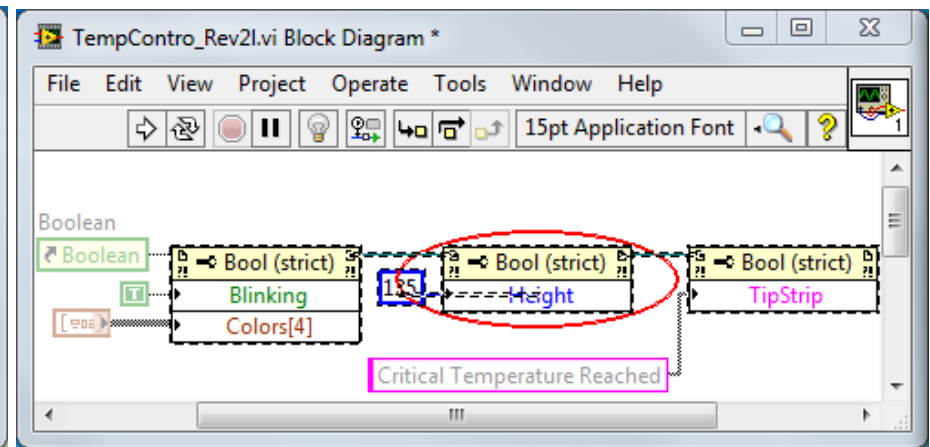 TempContro_Rev2l.vi Block Diagram *
File Edit View Project Operate Tools Window Help
15pt Application Font
1
Boolean
Boolean
Bool (strict)
Bool (strict)
Bool (strict)
T
Blinking
135
Height
TipStrip
Colors[4]
Critical Temperature Reached